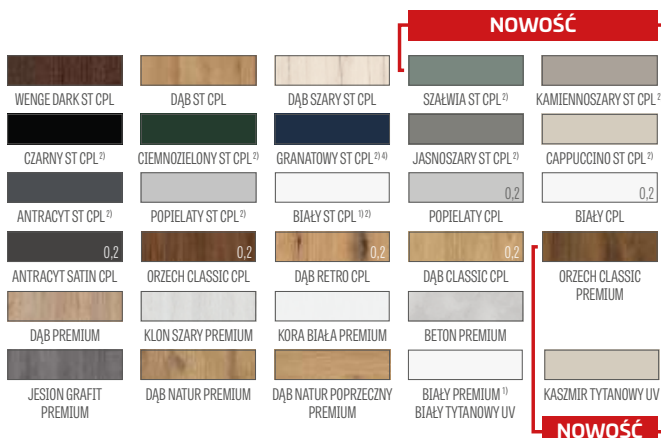 NOWOŚĆ
WENGE DARK ST CPL
DĄB ST CPL
DĄB SZARY ST CPL
SZAŁWIA ST CPL 2)
KAMIENNOSZARY ST CPL 2
CZARNY ST CPL 2)
CIEMNOZIELONY ST CPL 2)
GRANATOWY ST CPL 2) 4)
JASNOSZARY ST CPL 2)
CAPPUCCINO ST CPL 2)
0,2
0,2
ANTRACYT ST CPL 2)
POPIELATY ST CPL 2)
BIAŁY ST CPL 1) 2)
POPIELATY CPL
BIAŁY CPL
0,2
0,2
0,2
0,2
ANTRACYT SATIN CPL
ORZECH CLASSIC CPL
DĄB RETRO CPL
DĄB CLASSIC CPL
ORZECH CLASSIC
PREMIUM
DĄB PREMIUM
KLON SZARY PREMIUM
KORA BIAŁA PREMIUM
BETON PREMIUM
JESION GRAFIT
PREMIUM
DĄB NATUR PREMIUM
DĄB NATUR POPRZECZNY
PREMIUM
BIAŁY PREMIUM 1)
BIAŁY TYTANOWY UV
KASZMIR TYTANOWY UV
NOWOŚĆ